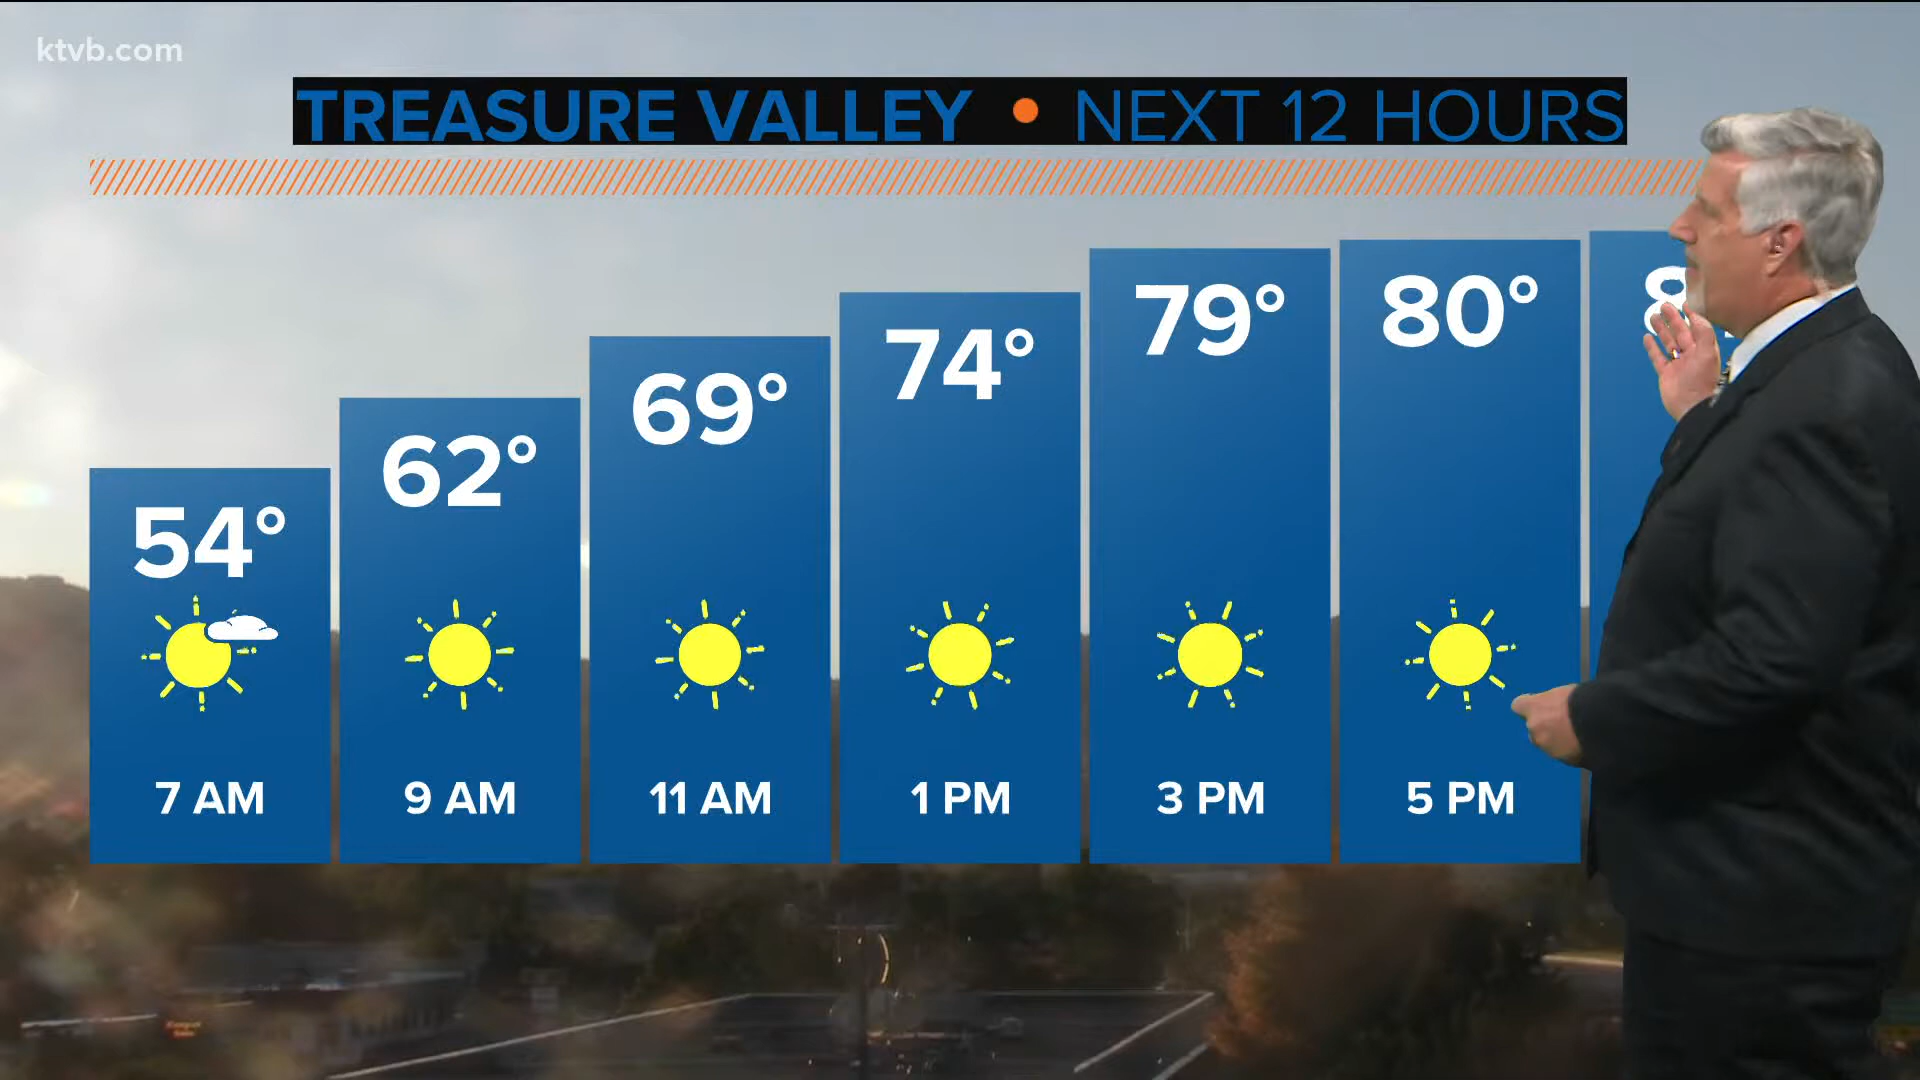 ktvb.com
TREASURE VALLEY • NEXT 12 HOURS
54° 62° 69° 74° 79° 80°
7 AM 9 AM 11 AM 1 PM 3 PM 5 PM